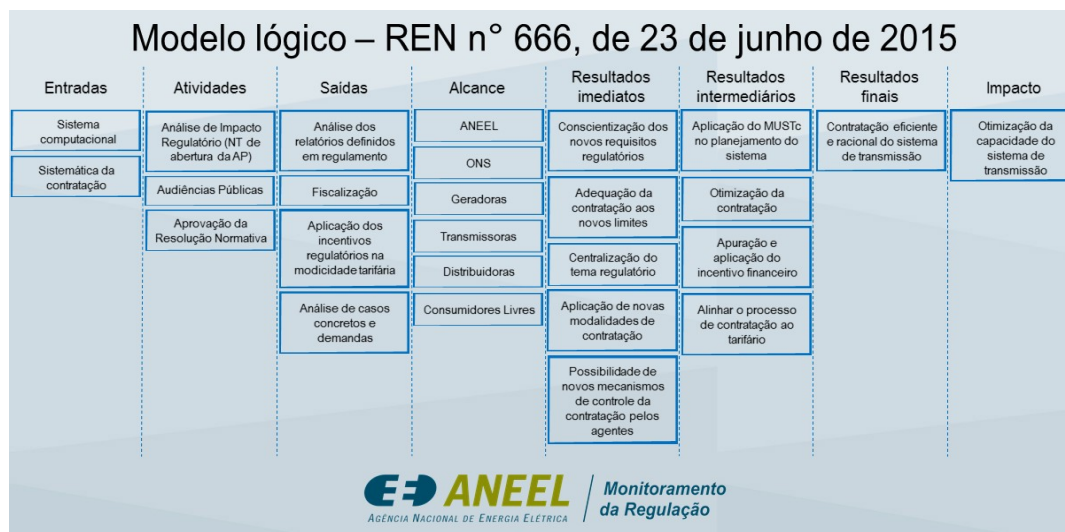 Modelo lógico – REN n° 666, de 23 de junho de 2015
Entradas
Sistema
computacional
Sistemática da
contratação
Atividades
Análise de Impacto
Regulatório (NT de
abertura da AP)
Audiências Públicas
Aprovação da
Resolução Normativa
Saídas
Análise dos
relatórios definidos
em regulamento
Fiscalização
Aplicação dos
incentivos
regulatórios na
modicidade tarifária
Análise de casos
concretos e
demandas
Alcance
ANEEL
ONS
Geradoras
Transmissoras
Distribuidoras
Consumidores Livres
Resultados
imediatos
Conscientização dos
novos requisitos
regulatórios
Adequação da
contratação aos
novos limites
Centralização do
tema regulatório
Aplicação de novas
modalidades de
contratação
Possibilidade de
novos mecanismos
de controle da
contratação pelos
agentes
Resultados
intermediários
Aplicação do MUSTc
no planejamento do
sistema
Otimização da
contratação
Apuração e
aplicação do
incentivo financeiro
Alinhar o processo
de contratação ao
tarifário
Resultados
finais
Contratação eficiente
e racional do sistema
de transmissão
Impacto
Otimização da
capacidade do
sistema de
transmissão
ANEEL
AGÊNCIA NACIONAL DE ENERGIA ELÉTRICA
Monitoramento
da Regulação